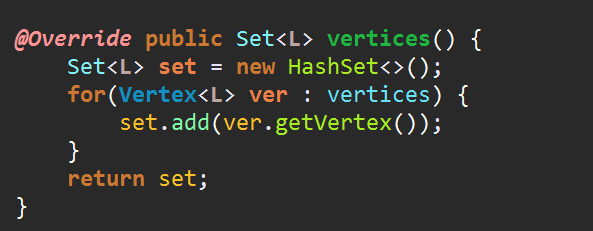 @Override public Set<L> vertices() {
    Set<L> set = new HashSet<>();
    for(Vertex<L> ver : vertices) {
        set.add(ver.getVertex());
    }
    return set;
}